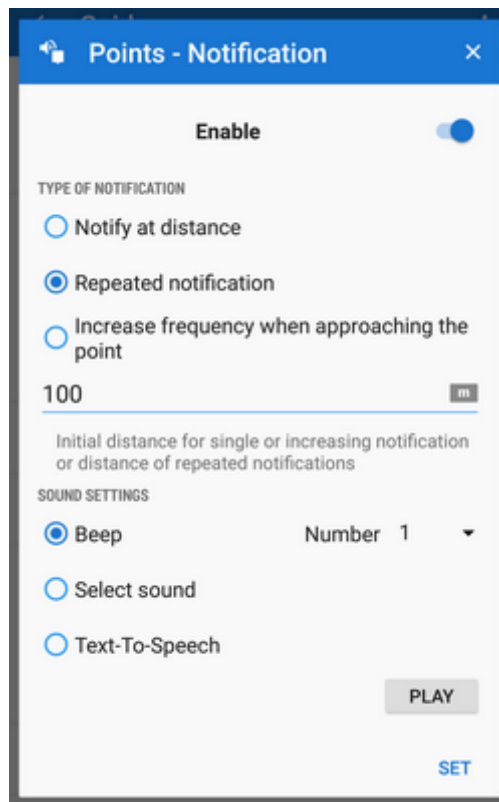 Points - Notification
Enable
TYPE OF NOTIFICATION
Notify at distance
Repeated notification
Increase frequency when approaching the
point
100 m
Initial distance for single or increasing notification
or distance of repeated notifications
SOUND SETTINGS
Beep Number 1
Select sound
Text-To-Speech
PLAY
SET